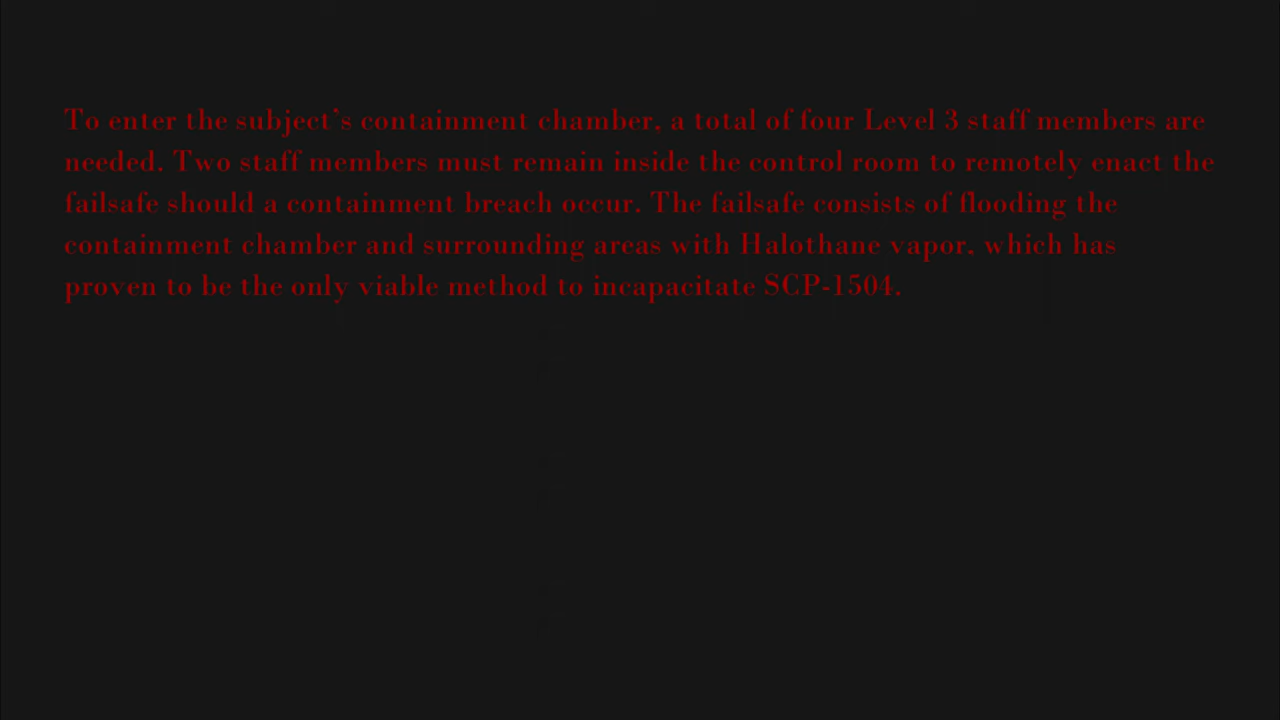 To enter the subject's containment chamber, a total of four Level 3 staff members are
needed. Two staff members must remain inside the control room to remotely enact the
failsafe should a containment breach occur. The failsafe consists of flooding the
containment chamber and surrounding areas with Halothane vapor, which has
proven to be the only viable method to incapacitate SCP-1504.